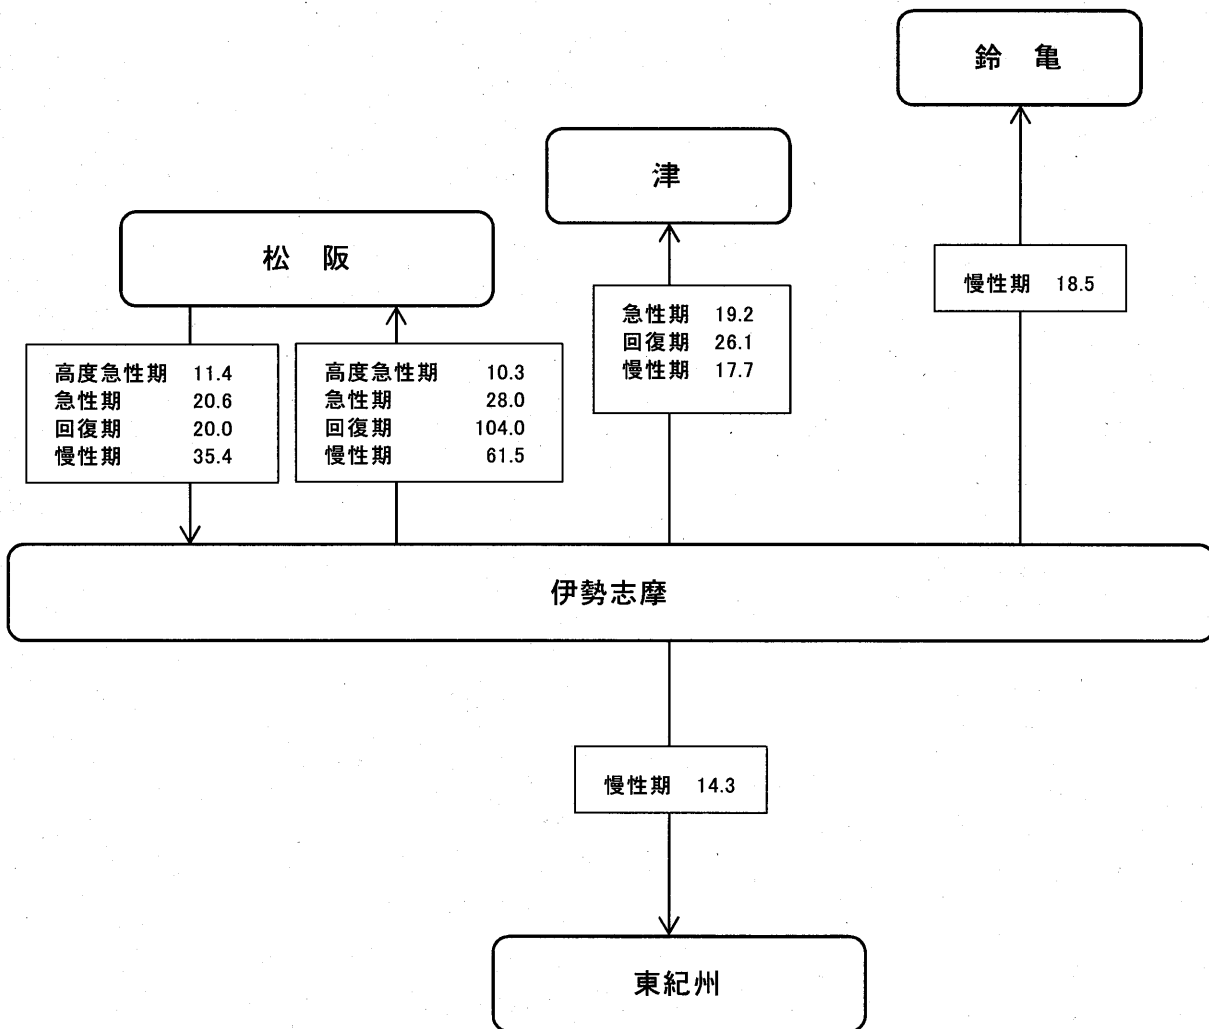 鈴　亀
津
松　阪
慢性期　18.5
急性期　19.2
回復期　26.1
慢性期　17.7
高度急性期　11.4
急性期　20.6
回復期　20.0
慢性期　35.4
高度急性期　10.3
急性期　28.0
回復期　104.0
慢性期　61.5
伊勢志摩
慢性期　14.3
東紀州